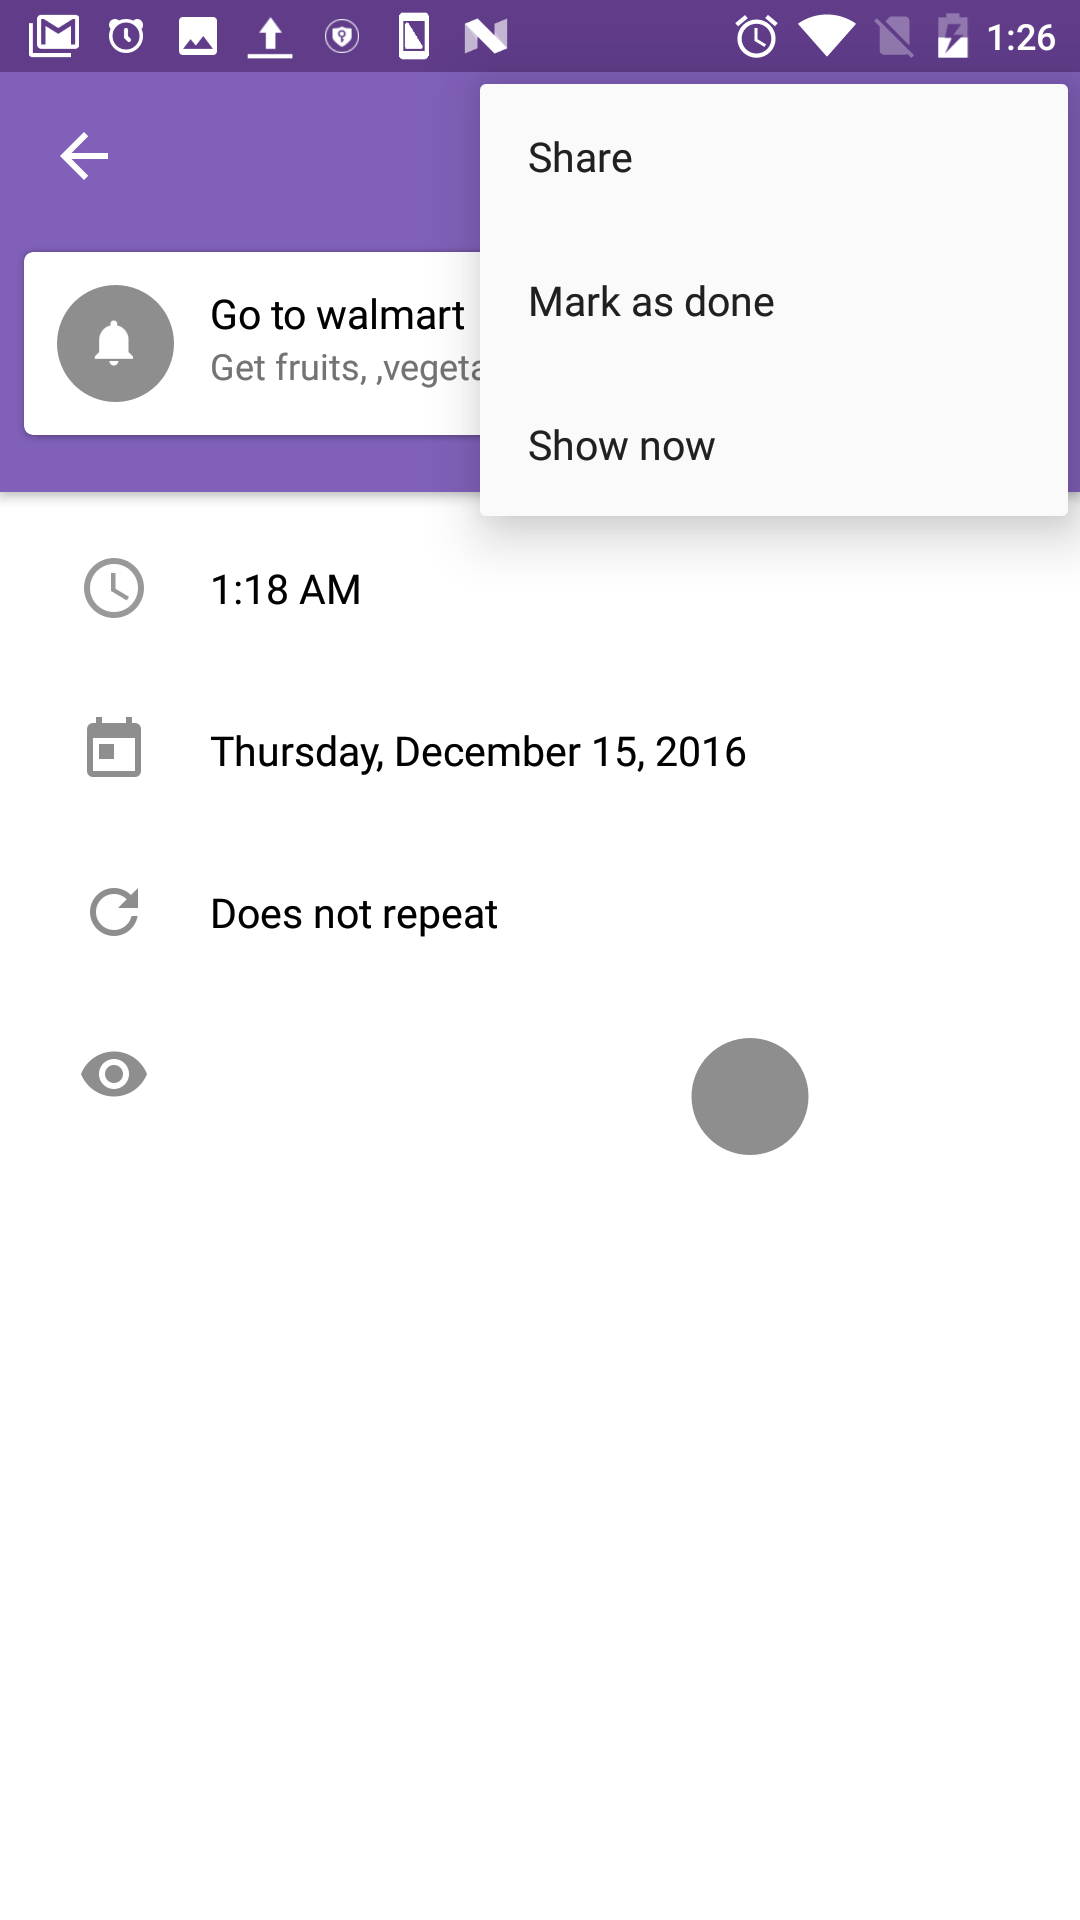 1:26
Share
Mark as done
Show now
Go to walmart
Get fruits, ,vegeta
1:18 AM
Thursday, December 15, 2016
Does not repeat